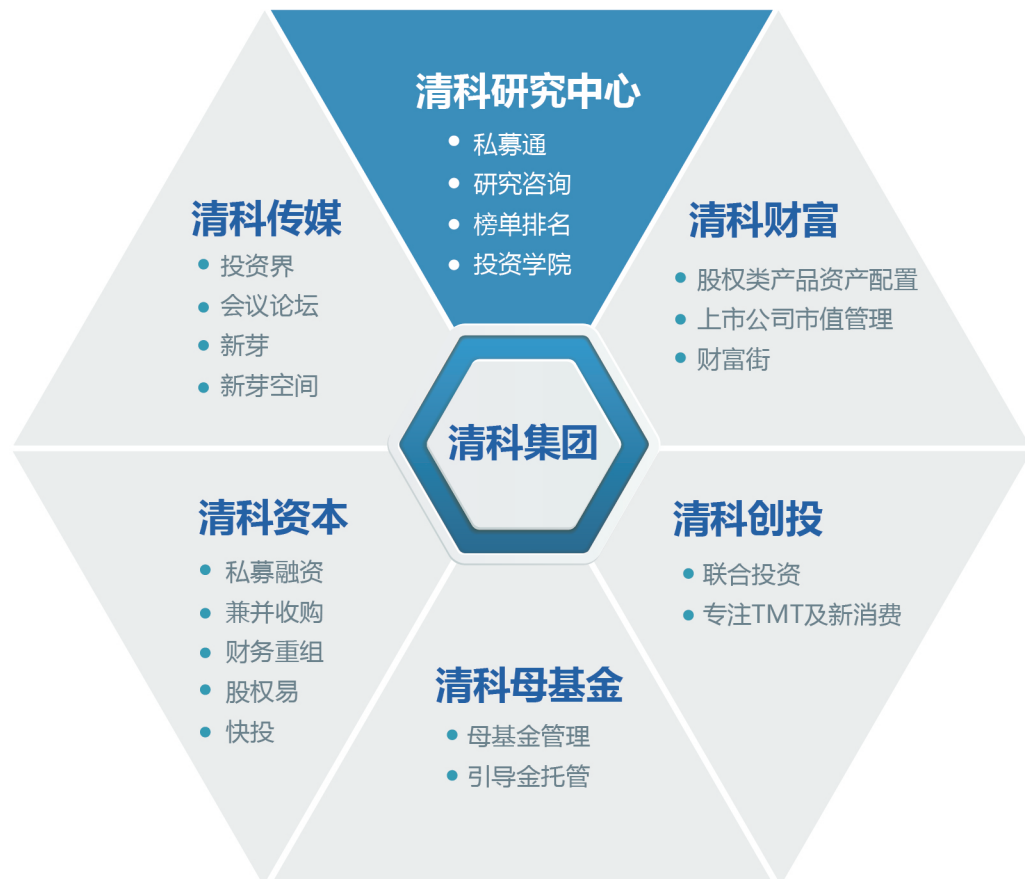 清科研究中心
私募通
研究咨询
榜单排名
投资学院
清科传媒
投资界
会议论坛
新芽
新芽空间
清科财富
股权类产品资产配置
上市公司市值管理
财富街
清科集团
清科资本
私募融资
兼并收购
财务重组
股权易
快投
清科创投
联合投资
专注TMT及新消费
清科母基金
母基金管理
引导金托管